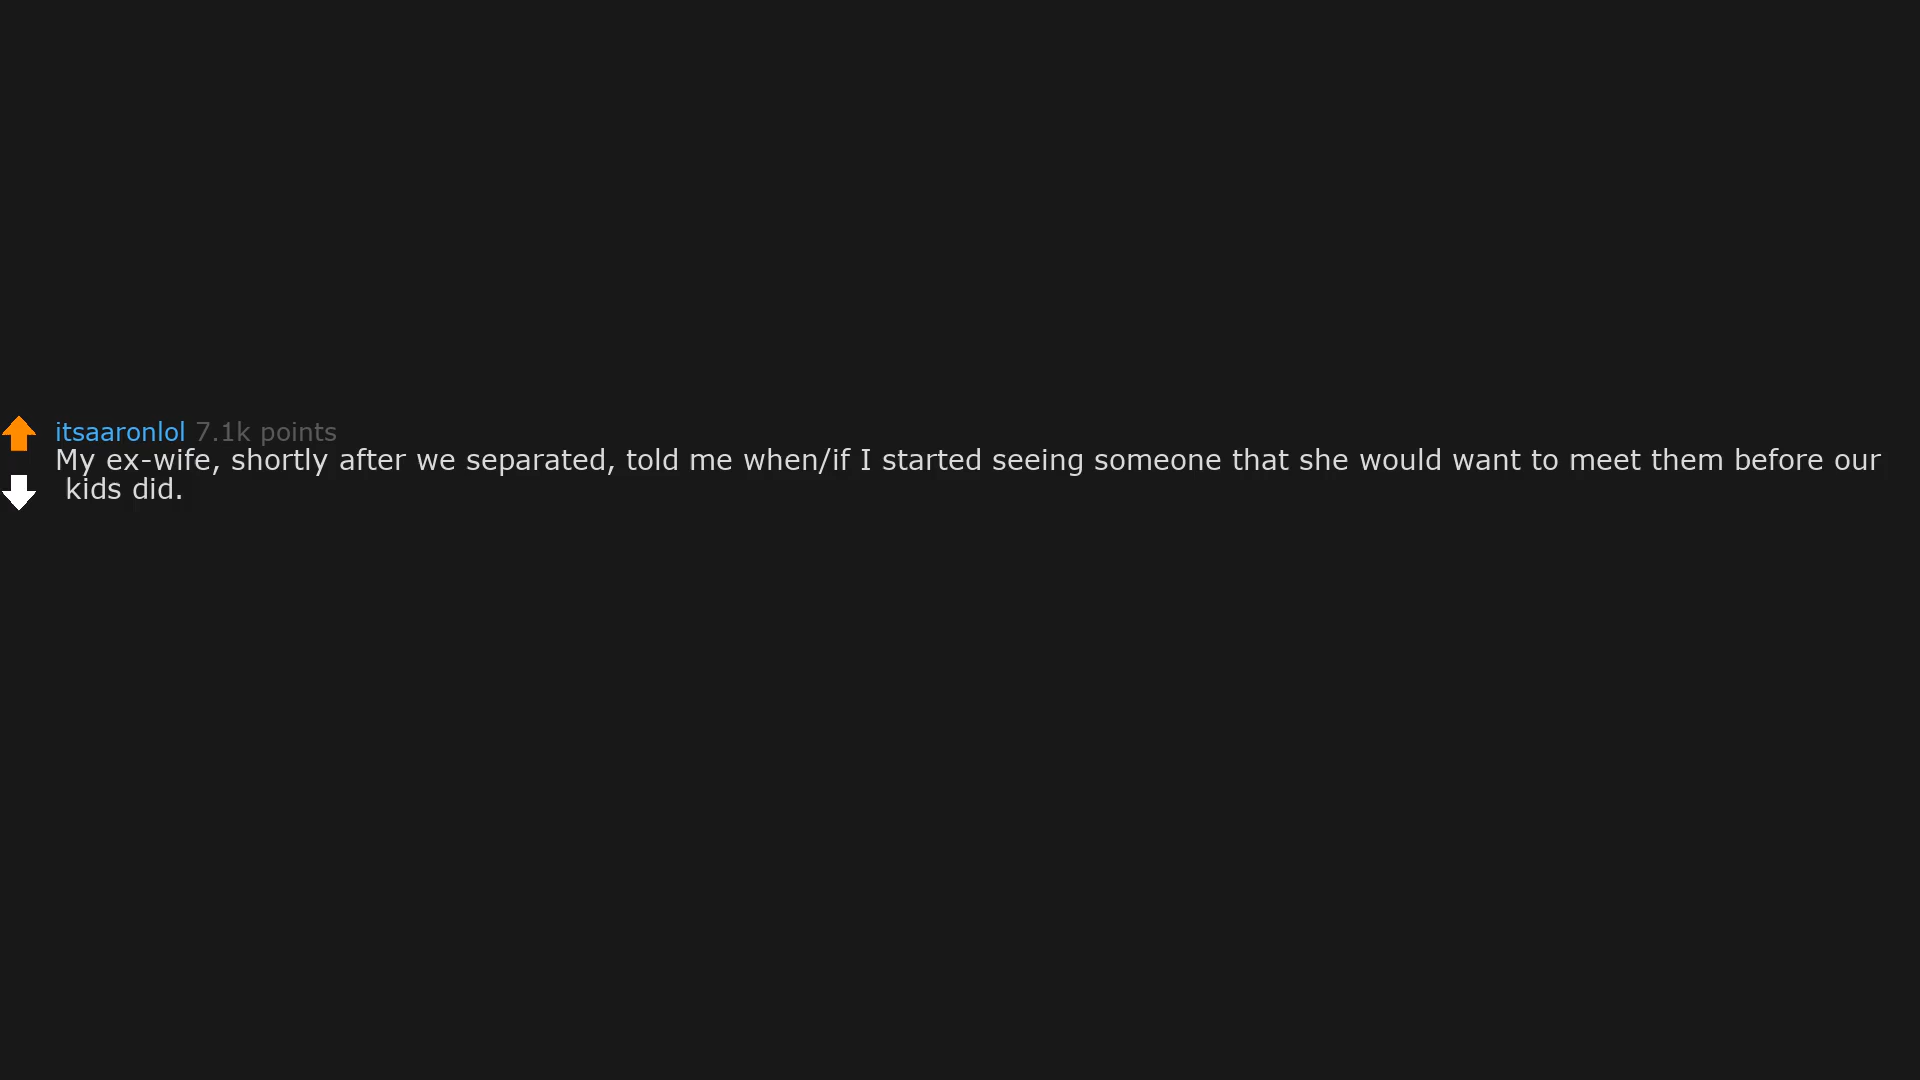 itsaaronlol 7.1k points
My ex-wife, shortly after we separated, told me when/if I started seeing someone that she would want to meet them before our
kids did.